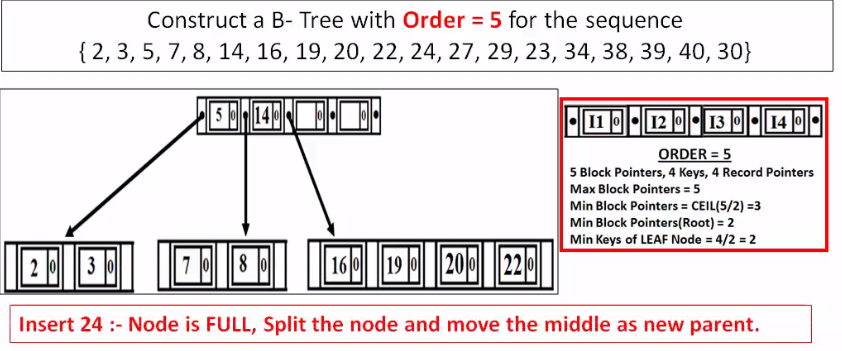 Construct a B- Tree with Order = 5 for the sequence
{ 2, 3, 5, 7, 8, 14, 16, 19, 20, 22, 24, 27, 29, 23, 34, 38, 39, 40, 30}
5 0 14 0 0 0
I1 0 I2 0 I3 0 I4 0
ORDER = 5
5 Block Pointers, 4 Keys, 4 Record Pointers
Max Block Pointers = 5
Min Block Pointers = CEIL(5/2) =3
Min Block Pointers(Root) = 2
Min Keys of LEAF Node = 4/2 = 2
2 0 3 0 7 0 8 0 16 0 19 0 20 0 22 0
Insert 24 :- Node is FULL, Split the node and move the middle as new parent.